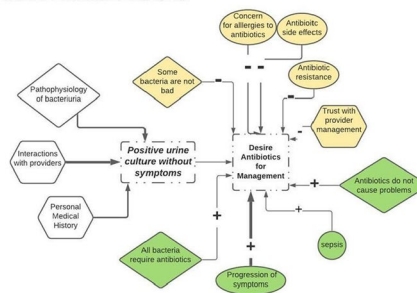 Concern
for alllergies to
antibiotics
Antibioitc
side effects
Some
bacteria are not
bad
Antibiotic
resistance
Pathophysiology
of bacteriuria
Trust with
provider
management
Interactions
with providers
Positive urine
culture without
symptoms
Desire
Antibiotics
for
Management
Antibiotics do not
cause problems
Personal
Medical
History
All bacteria
require antibiotics
sepsis
Progression of
symptoms
-
-
-
-
-
+
+
+
+